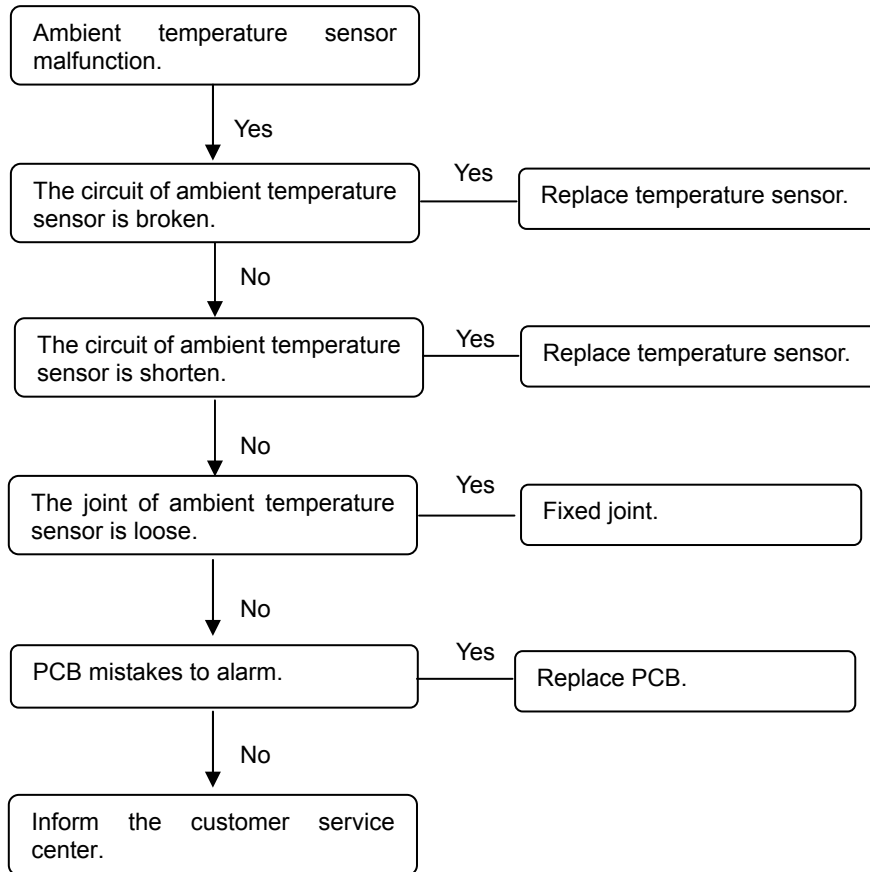 Ambient temperature sensor
malfunction.
Yes
The circuit of ambient temperature
sensor is broken.
Yes
Replace temperature sensor.
No
The circuit of ambient temperature
sensor is shorten.
Yes
Replace temperature sensor.
No
The joint of ambient temperature
sensor is loose.
Yes
Fixed joint.
No
PCB mistakes to alarm.
Yes
Replace PCB.
No
Inform the customer service
center.